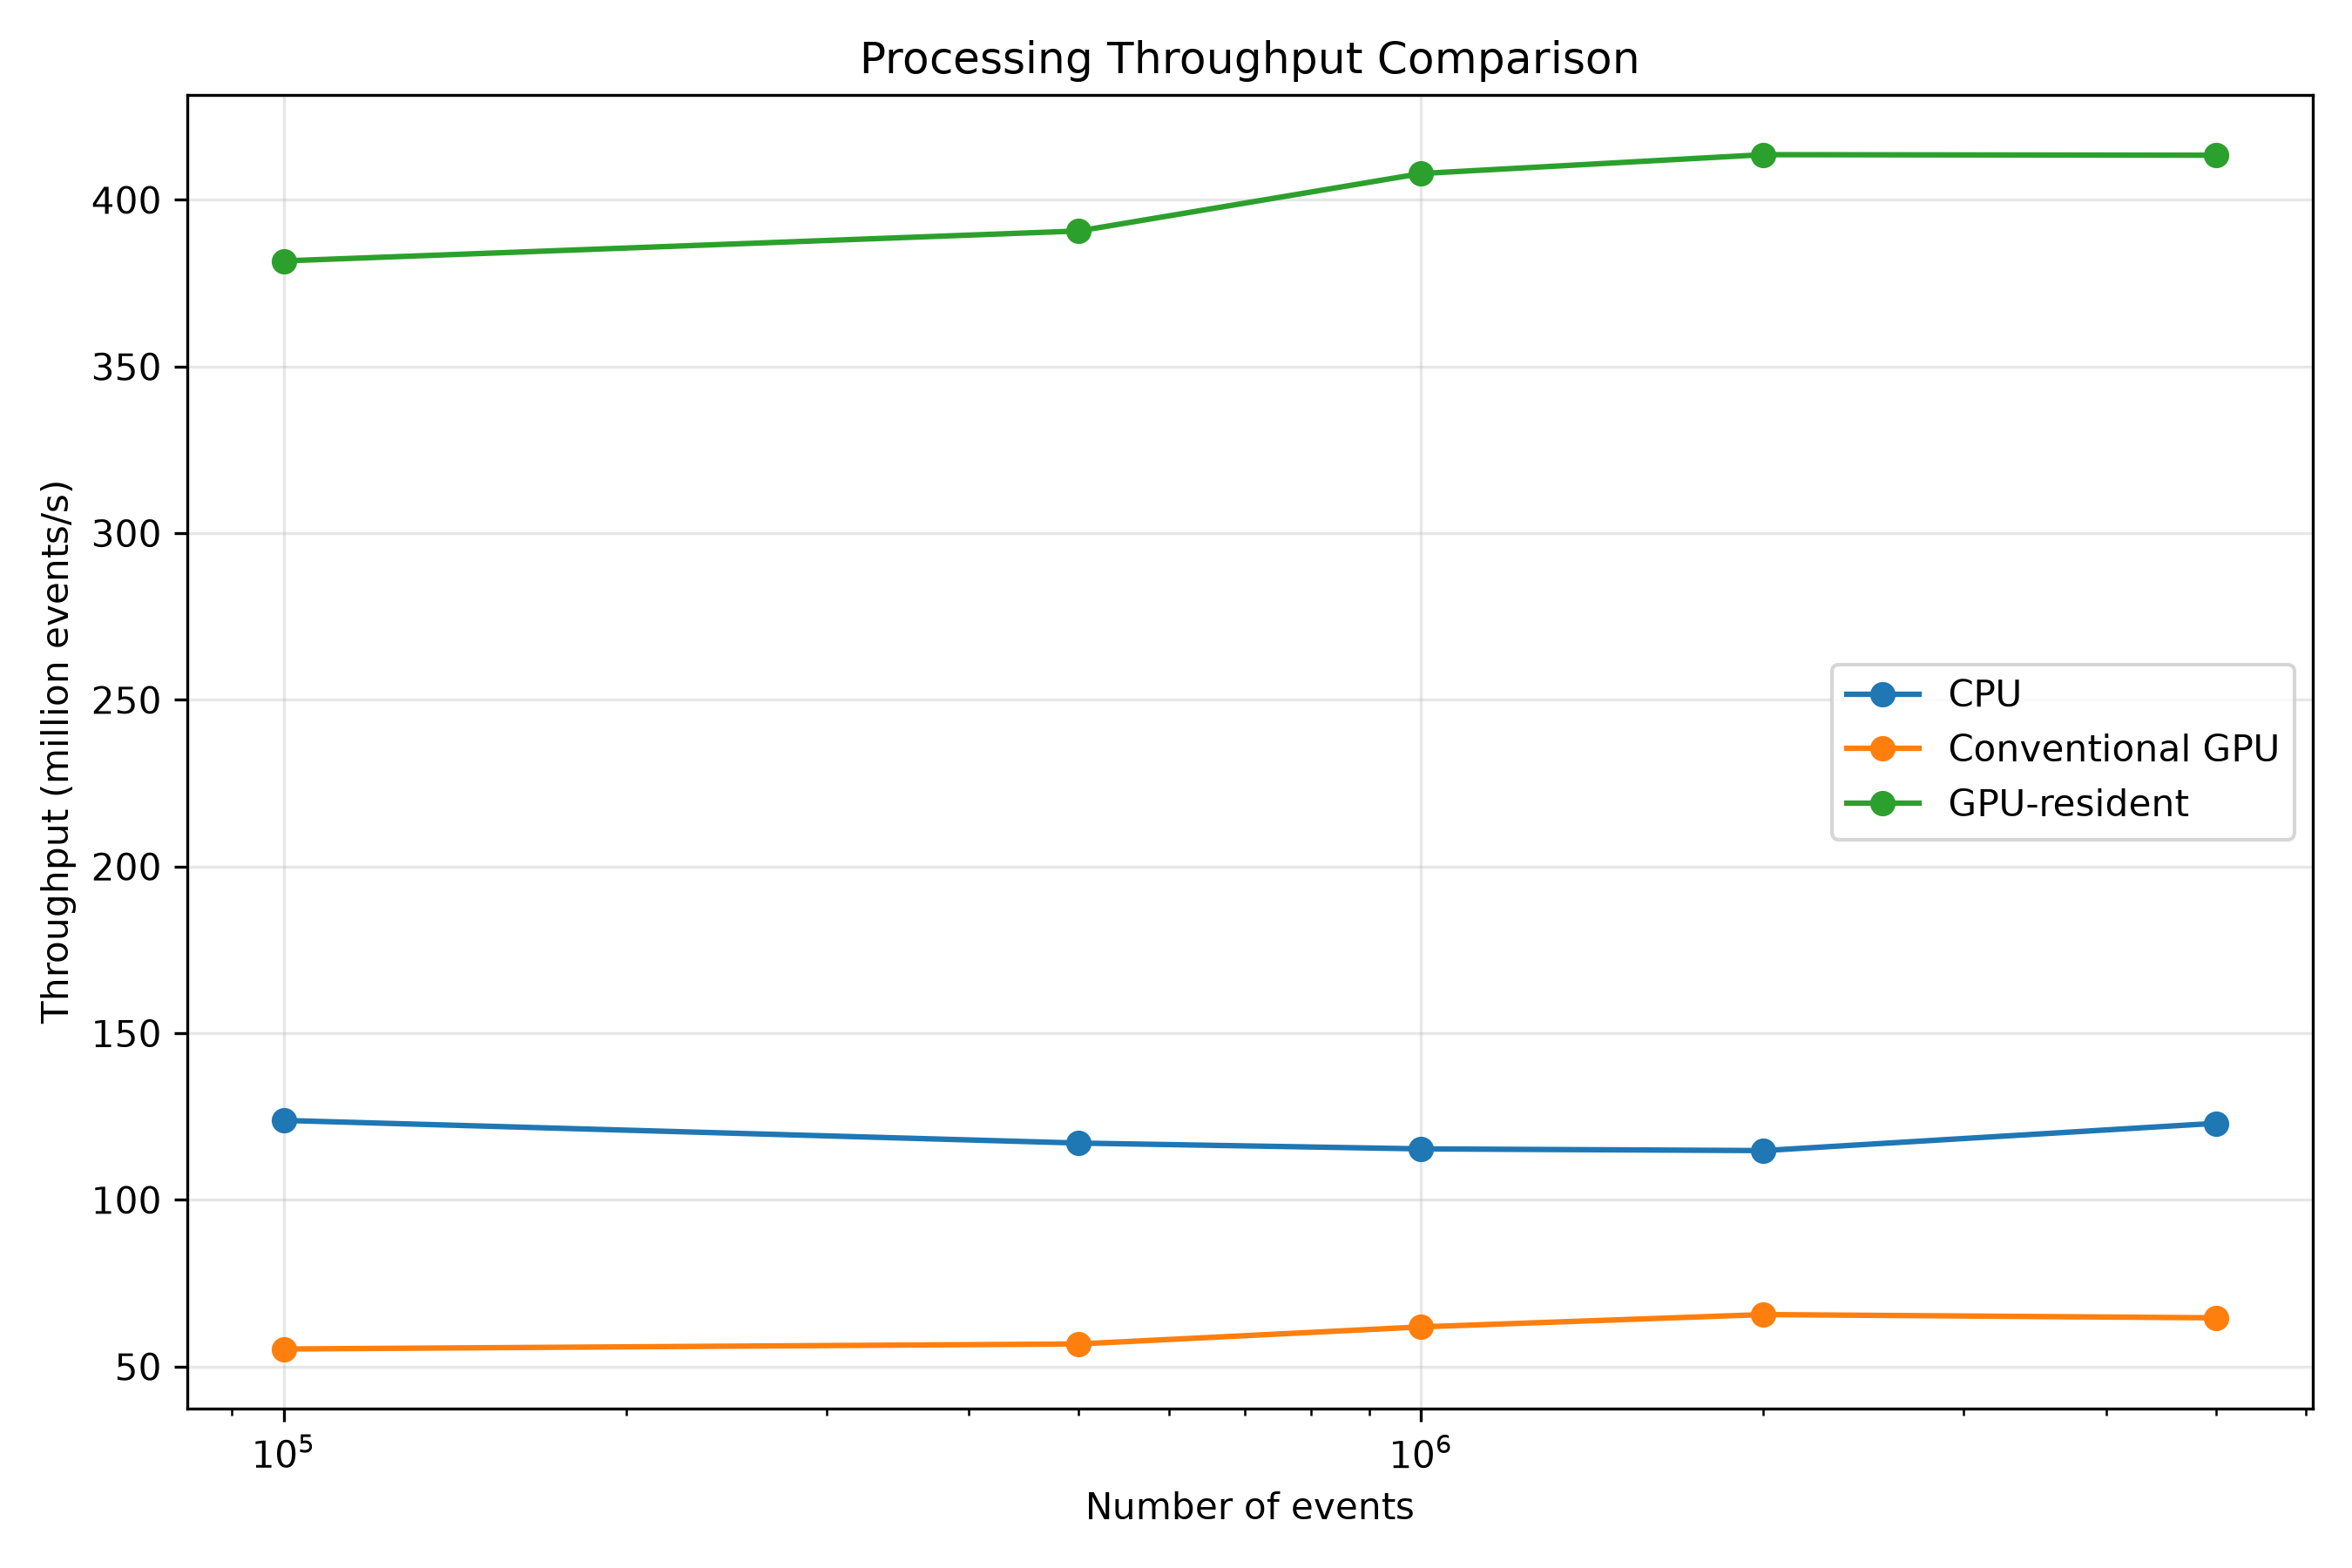 Processing Throughput Comparison
Throughput (million events/s)
400
350
300
250
200
150
100
50
CPU
Conventional GPU
GPU-resident
10⁵
10⁶
Number of events